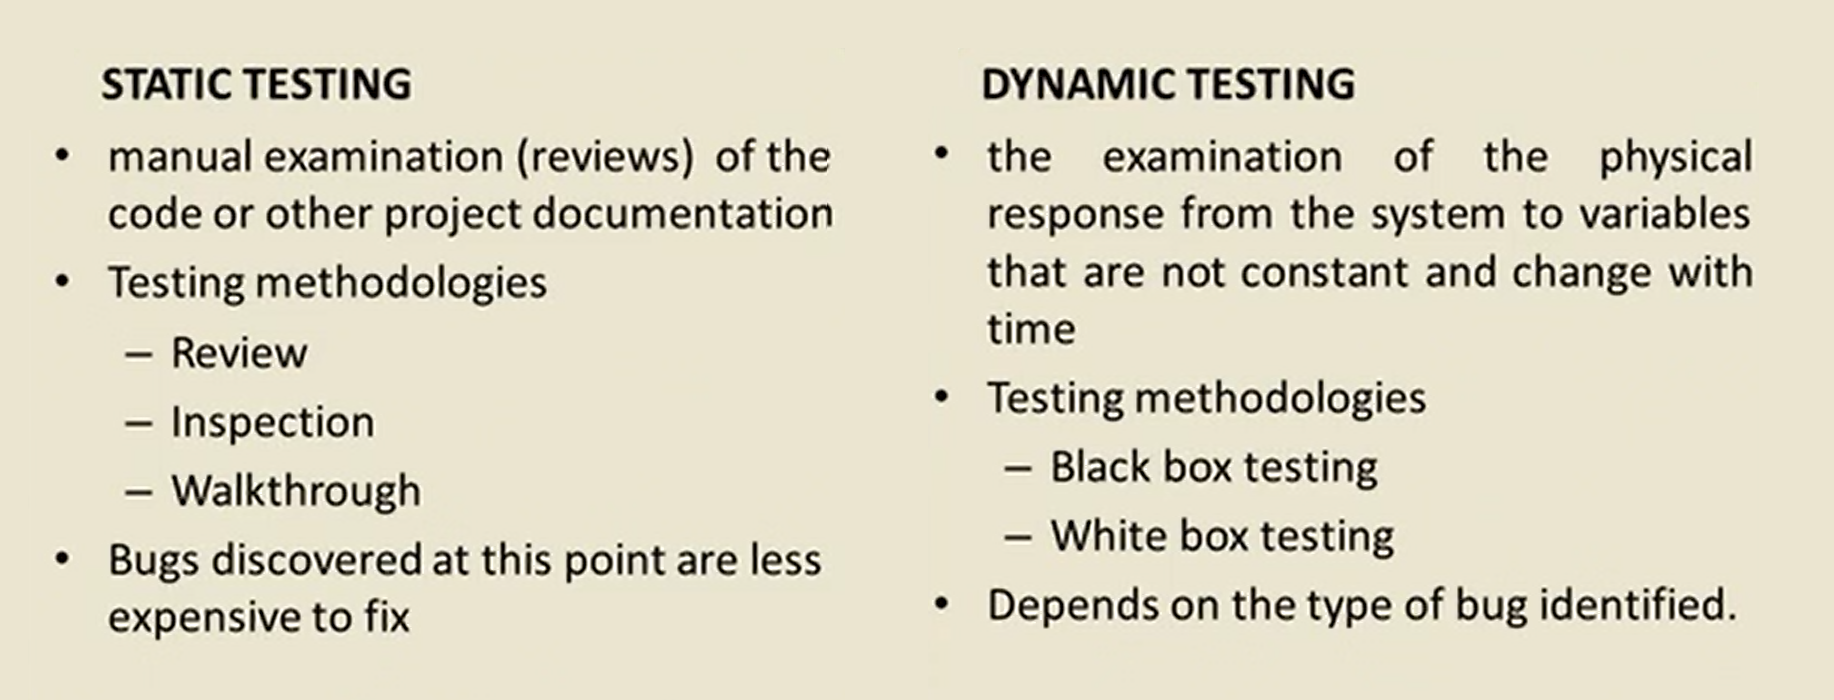 STATIC TESTING
• manual examination (reviews) of the
code or other project documentation
• Testing methodologies
– Review
– Inspection
– Walkthrough
• Bugs discovered at this point are less
expensive to fix
DYNAMIC TESTING
• the examination of the physical
response from the system to variables
that are not constant and change with
time
• Testing methodologies
– Black box testing
– White box testing
• Depends on the type of bug identified.